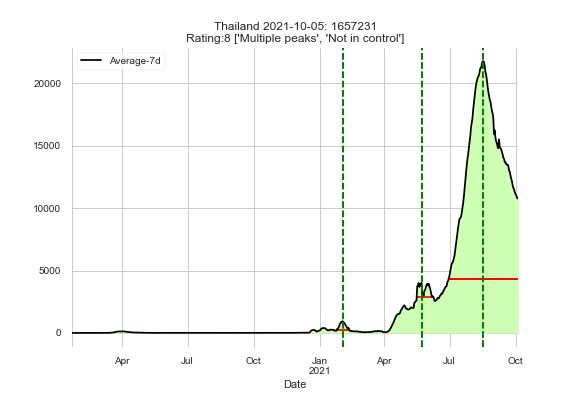 Thailand 2021-10-05: 1657231
Rating:8 ['Multiple peaks', 'Not in control']
Average-7d
20000
15000
10000
5000
0
Apr Jul Oct Jan Apr Jul Oct
2021
Date